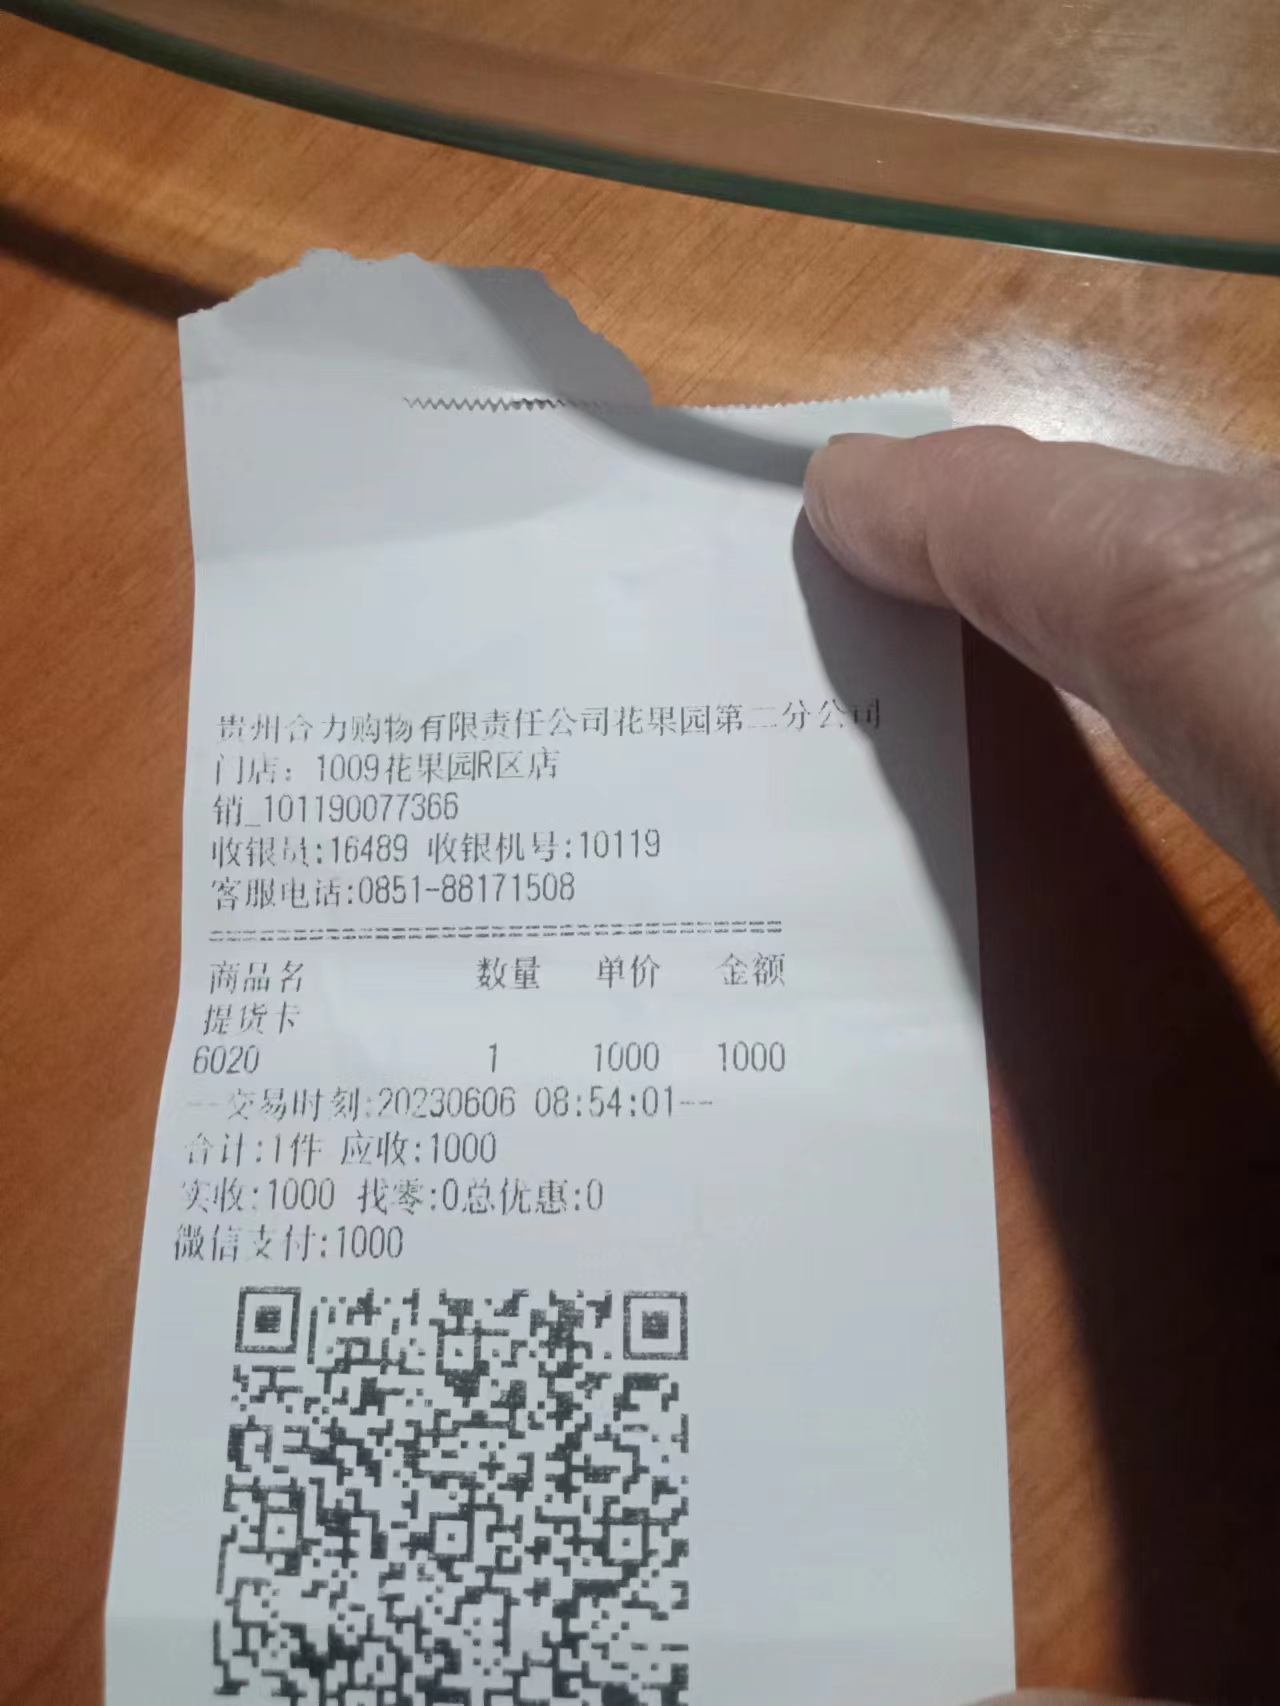 贵州合力购物有限责任公司花果园第二分公司
门店：1009花果园R区店
销_101190077366
收银员:16489 收银机号:10119
客服电话:0851-88171508
商品名 数量 单价 金额
提货卡
6020 1 1000 1000
--交易时刻:20230606 08:54:01--
合计:1件 应收:1000
实收:1000 找零:0总优惠:0
微信支付:1000